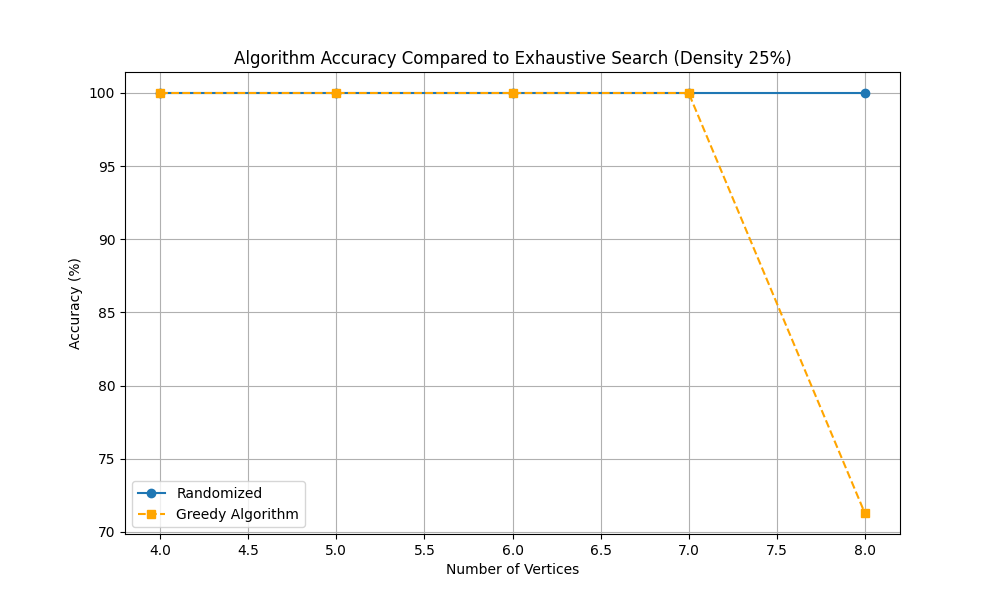 Algorithm Accuracy Compared to Exhaustive Search (Density 25%)
Accuracy (%)
100
95
90
85
80
75
70
Randomized
Greedy Algorithm
4.0 4.5 5.0 5.5 6.0 6.5 7.0 7.5 8.0
Number of Vertices